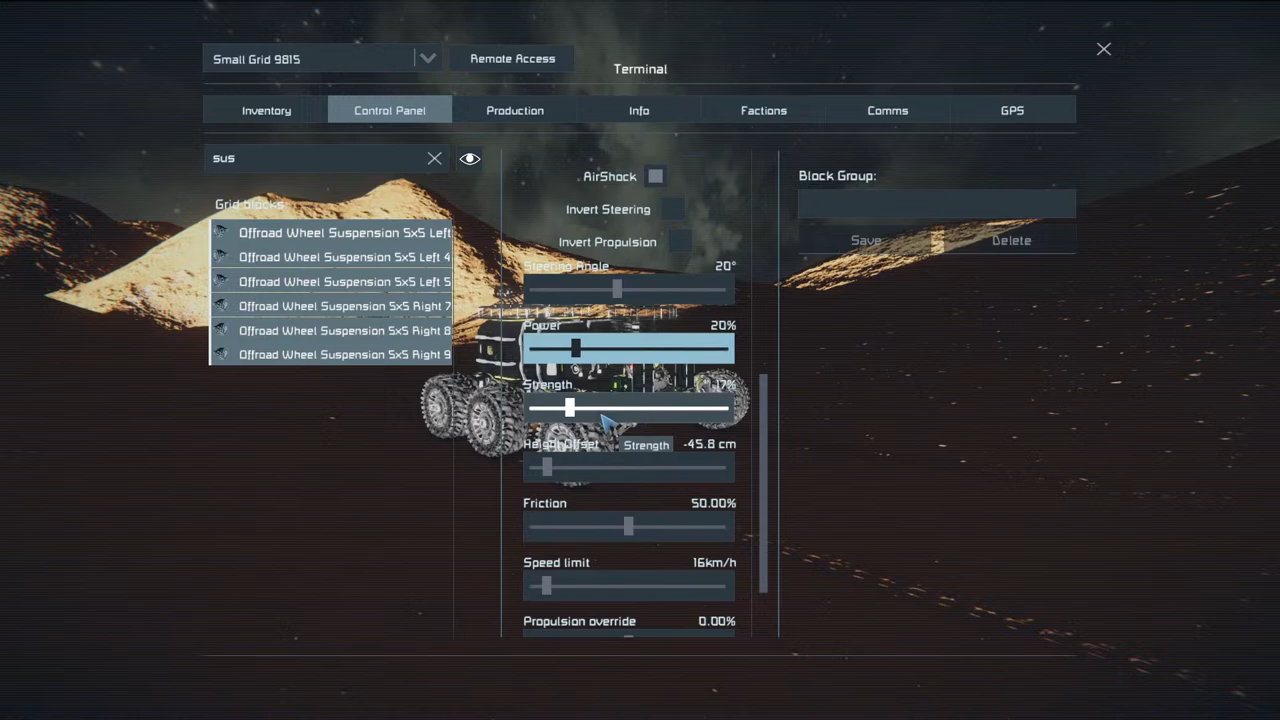 Small Grid 9815
Remote Access
Terminal
Inventory
Control Panel
Production
Info
Factions
Comms
GPS
sus
Grid blocks
Offroad Wheel Suspension 5x5 Left
Offroad Wheel Suspension 5x5 Left 4
Offroad Wheel Suspension 5x5 Left 5
Offroad Wheel Suspension 5x5 Right 7
Offroad Wheel Suspension 5x5 Right 8
Offroad Wheel Suspension 5x5 Right 9
AirShock
Invert Steering
Invert Propulsion
Steering Angle 20°
Power 20%
Strength 17%
Height Offset -45.8 cm
Strength
Friction 50.00%
Speed limit 16km/h
Propulsion override 0.00%
Block Group:
Save
Delete